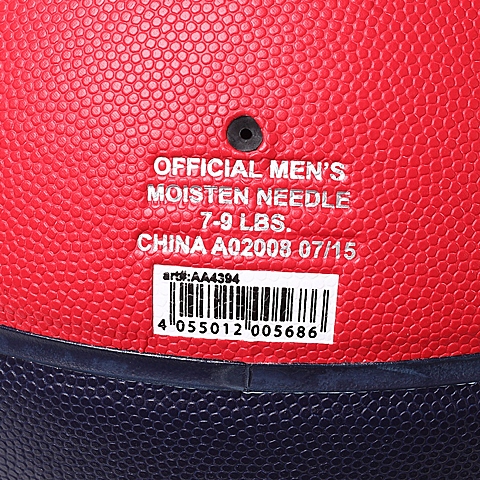 OFFICIAL MEN'S
MOISTEN NEEDLE
7-9 LBS.
CHINA A02008 07/15
art#:AA4394
4 055012 005686